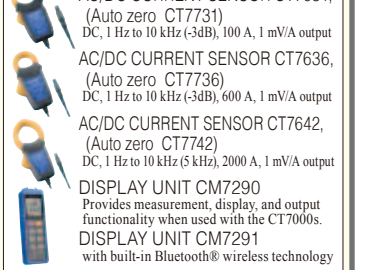 (Auto zero CT7731)
DC, 1 Hz to 10 kHz (-3dB), 100 A, 1 mV/A output
AC/DC CURRENT SENSOR CT7636,
(Auto zero CT7736)
DC, 1 Hz to 10 kHz (-3dB), 600 A, 1 mV/A output
AC/DC CURRENT SENSOR CT7642,
(Auto zero CT7742)
DC, 1 Hz to 10 kHz (5 kHz), 2000 A, 1 mV/A output
DISPLAY UNIT CM7290
Provides measurement, display, and output
functionality when used with the CT7000s.
DISPLAY UNIT CM7291
with built-in Bluetooth® wireless technology